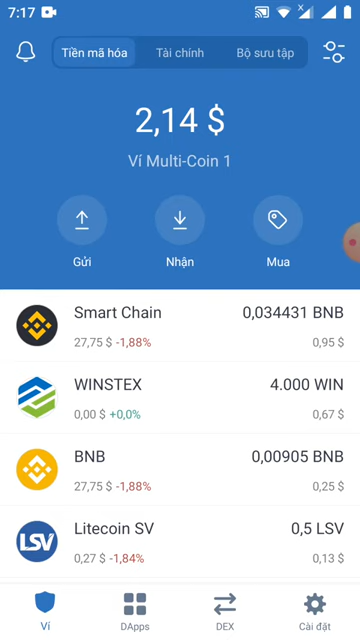 7:17
Tiền mã hóa Tài chính Bộ sưu tập
2,14 $
Ví Multi-Coin 1
Gửi Nhận Mua
Smart Chain 0,034431 BNB
27,75 $ -1,88% 0,95 $
WINSTEX 4.000 WIN
0,00 $ +0,0% 0,67 $
BNB 0,00905 BNB
27,75 $ -1,88% 0,25 $
LSV
Litecoin SV 0,5 LSV
0,27 $ -1,84% 0,13 $
Ví DApps DEX Cài đặt